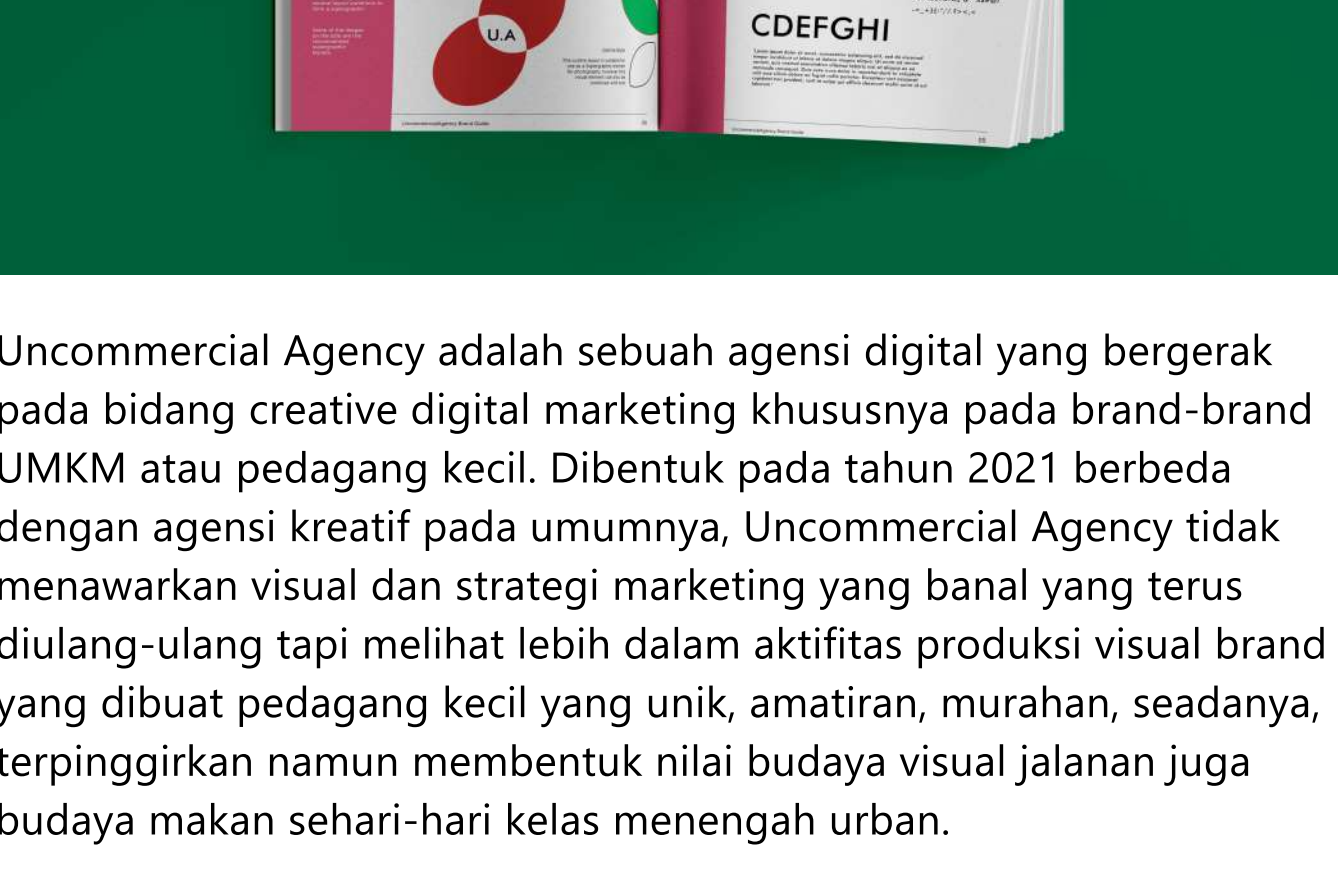 U.A
CDEFGHI
Uncommercial Agency adalah sebuah agensi digital yang bergerak
pada bidang creative digital marketing khususnya pada brand-brand
UMKM atau pedagang kecil. Dibentuk pada tahun 2021 berbeda
dengan agensi kreatif pada umumnya, Uncommercial Agency tidak
menawarkan visual dan strategi marketing yang banal yang terus
diulang-ulang tapi melihat lebih dalam aktifitas produksi visual brand
yang dibuat pedagang kecil yang unik, amatiran, murahan, seadanya,
terpinggirkan namun membentuk nilai budaya visual jalanan juga
budaya makan sehari-hari kelas menengah urban.